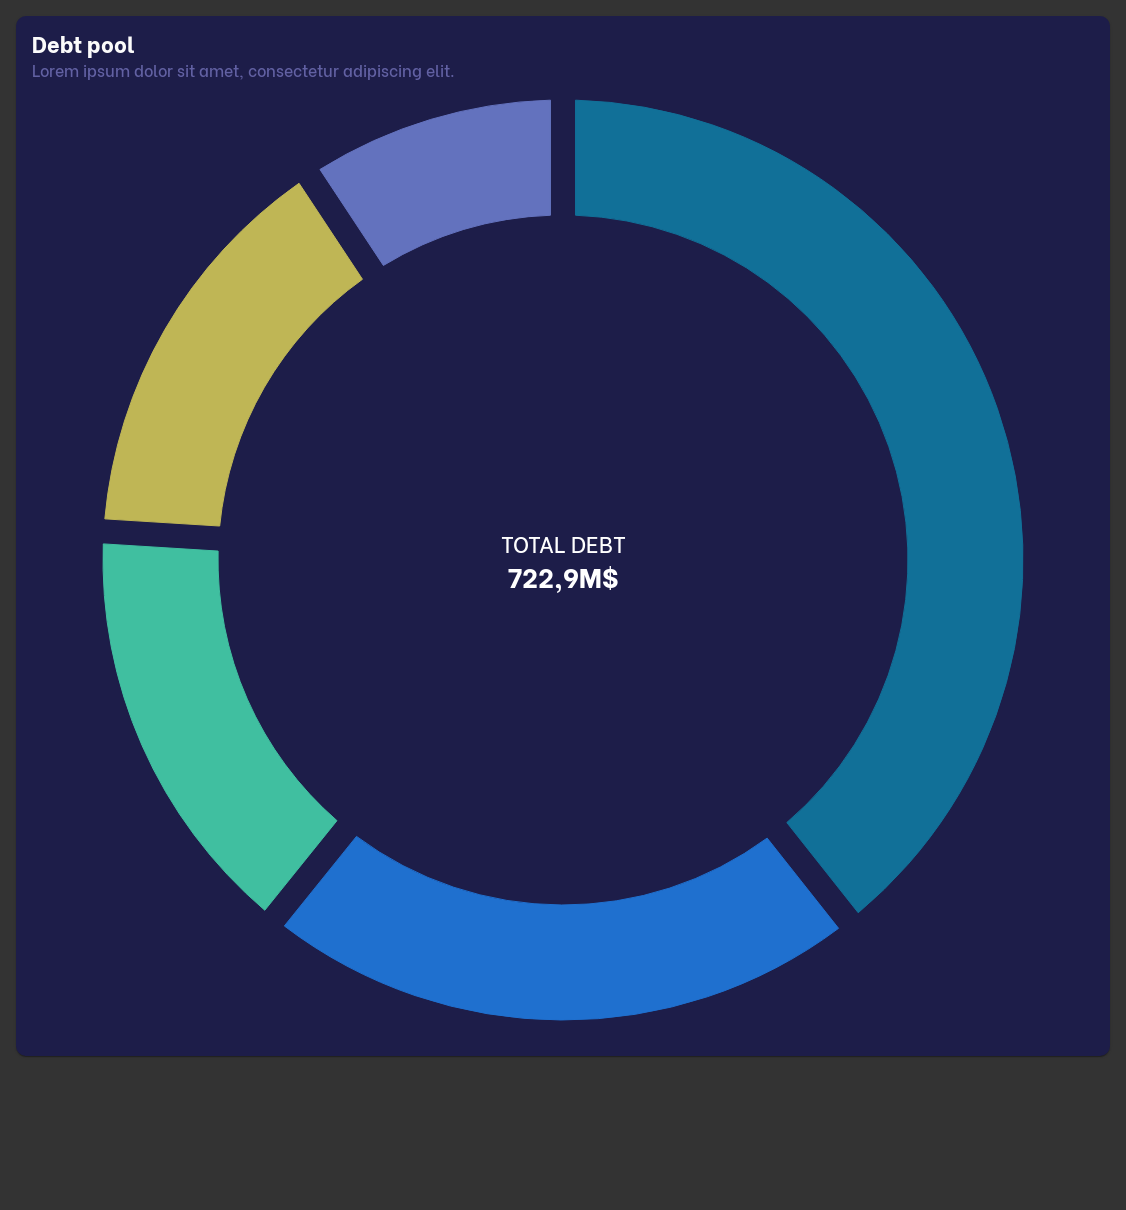 Debt pool
Lorem ipsum dolor sit amet, consectetur adipiscing elit.
TOTAL DEBT
722,9M$